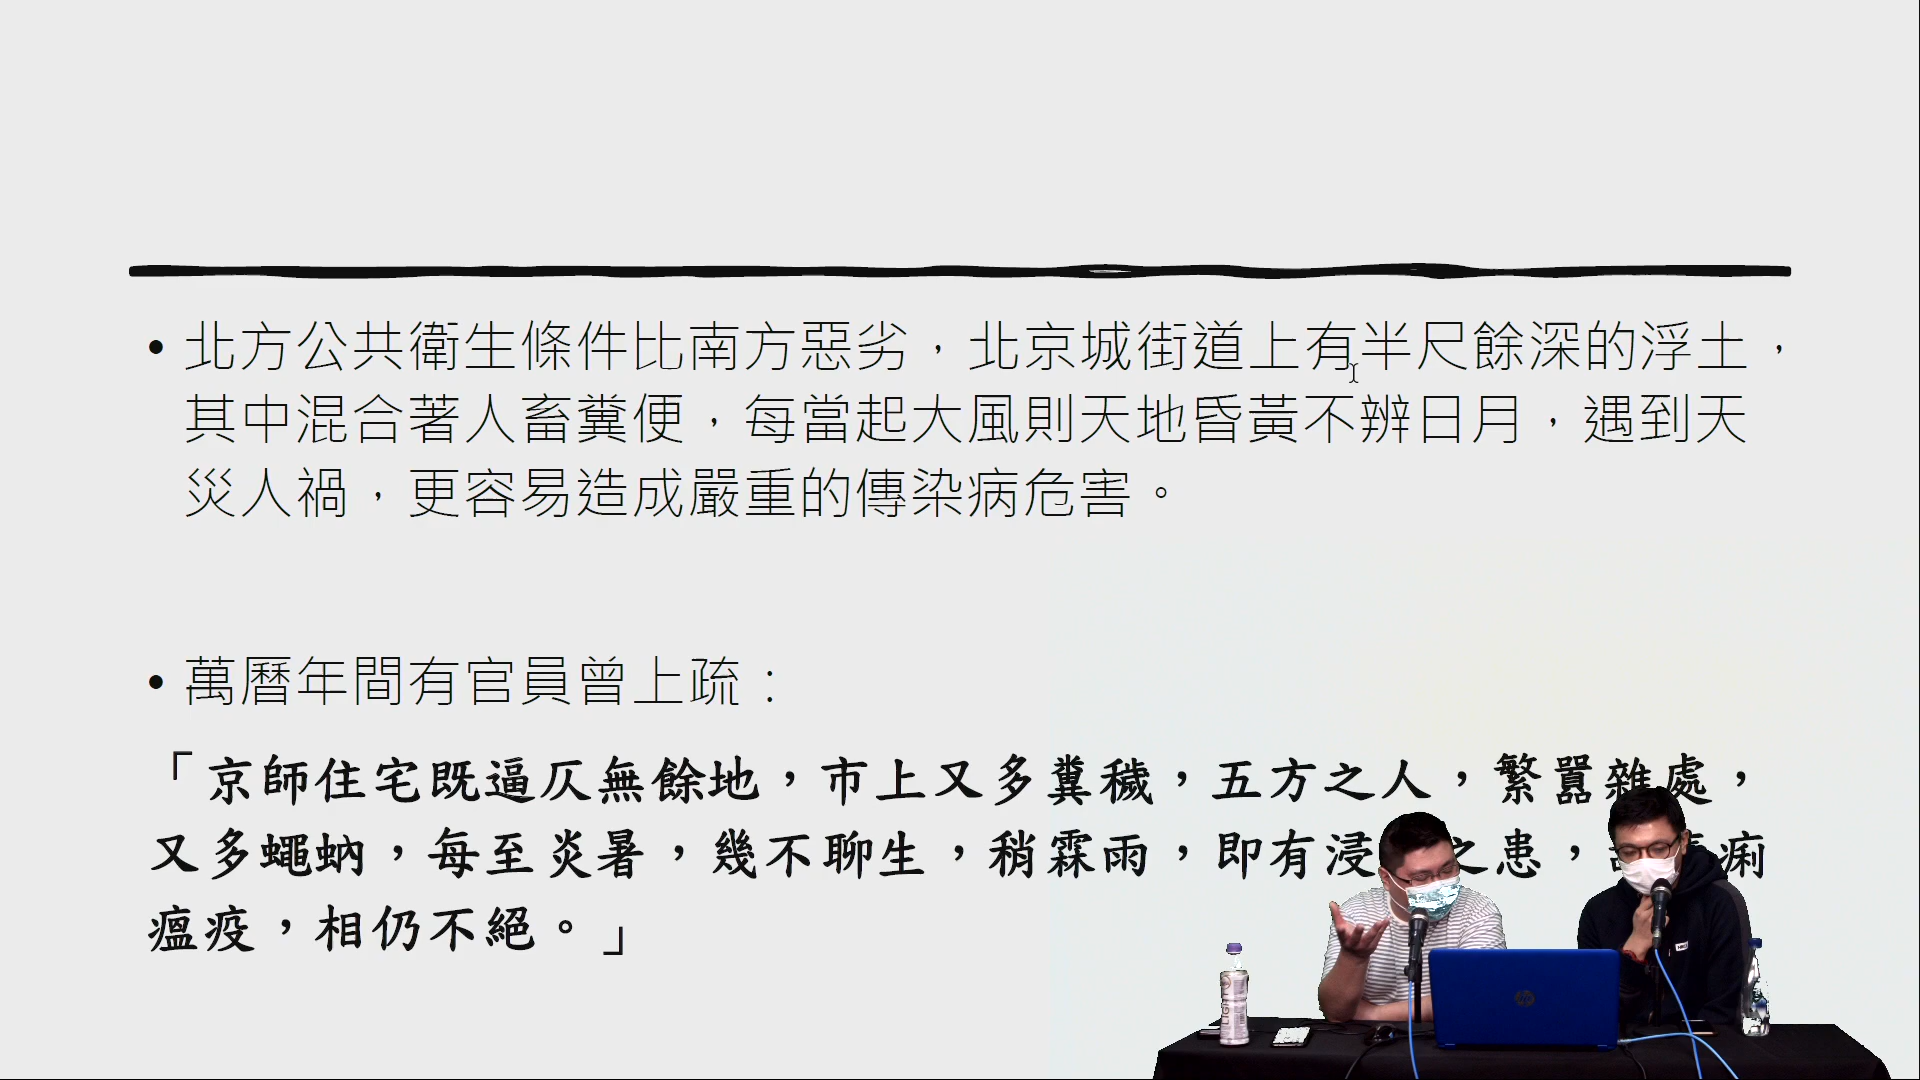 • 北方公共衛生條件比南方惡劣，北京城街道上有半尺餘深的浮土，
其中混合著人畜糞便，每當起大風則天地昏黃不辨日月，遇到天
災人禍，更容易造成嚴重的傳染病危害。
• 萬曆年間有官員曾上疏：
「京師住宅既逼仄無餘地，市上又多糞穢，五方之人，繁囂雜處，
又多蠅蚋，每至炎暑，幾不聊生，稍霖雨，即有浸之患，痢
瘟疫，相仍不絕。」
hp